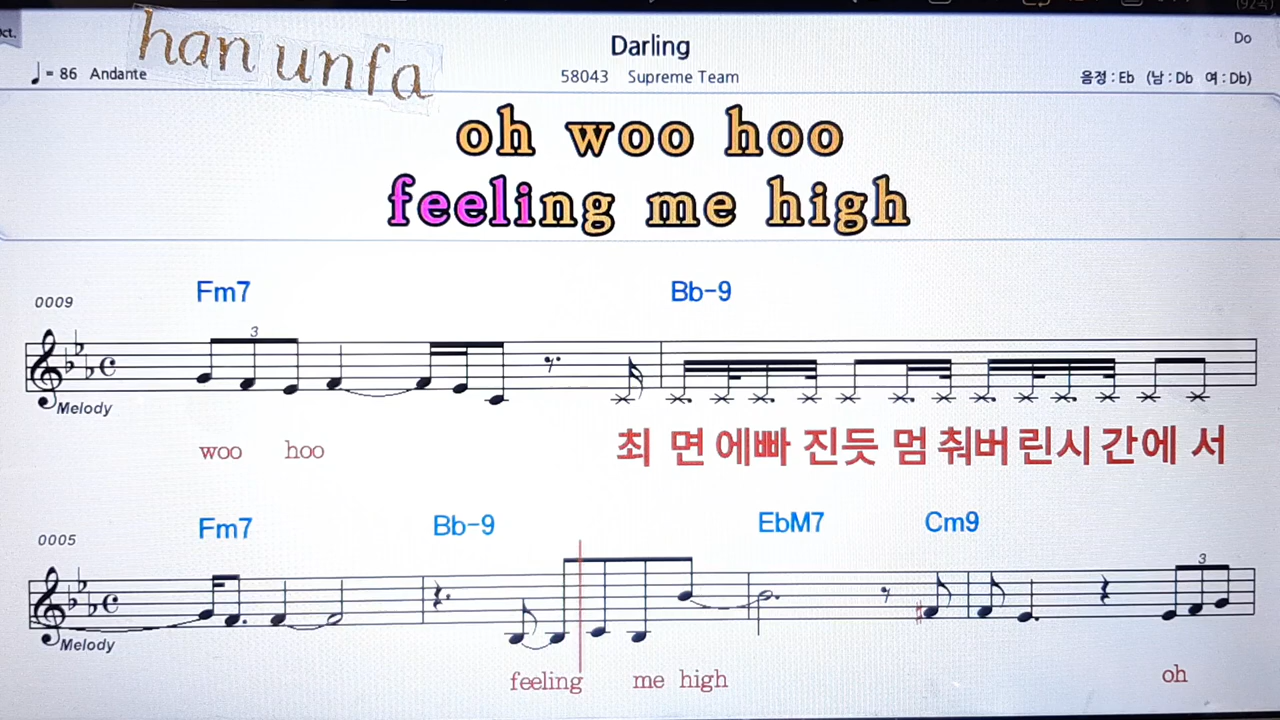 han unfa
Darling
Do
♩= 86 Andante
58043 Supreme Team
음정 : Eb (남 : Db 여 : Db)
oh woo hoo
feeling me high
Fm7 Bb-9
0009
3
Melody
woo hoo 최 면 에빠 진듯 멈 춰버 린시 간에 서
Fm7 Bb-9 EbM7 Cm9
0005
3
Melody
feeling me high oh